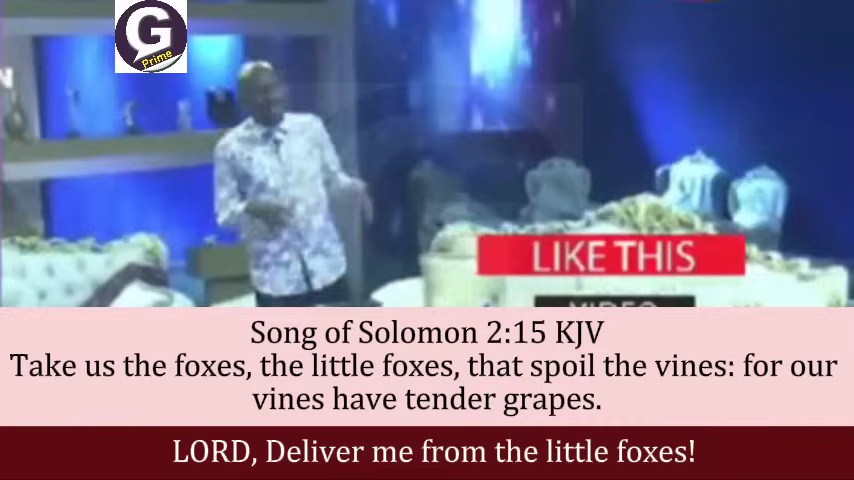 G
Prime
N
LIKE THIS
VIDEO
Song of Solomon 2:15 KJV
Take us the foxes, the little foxes, that spoil the vines: for our
vines have tender grapes.
LORD, Deliver me from the little foxes!